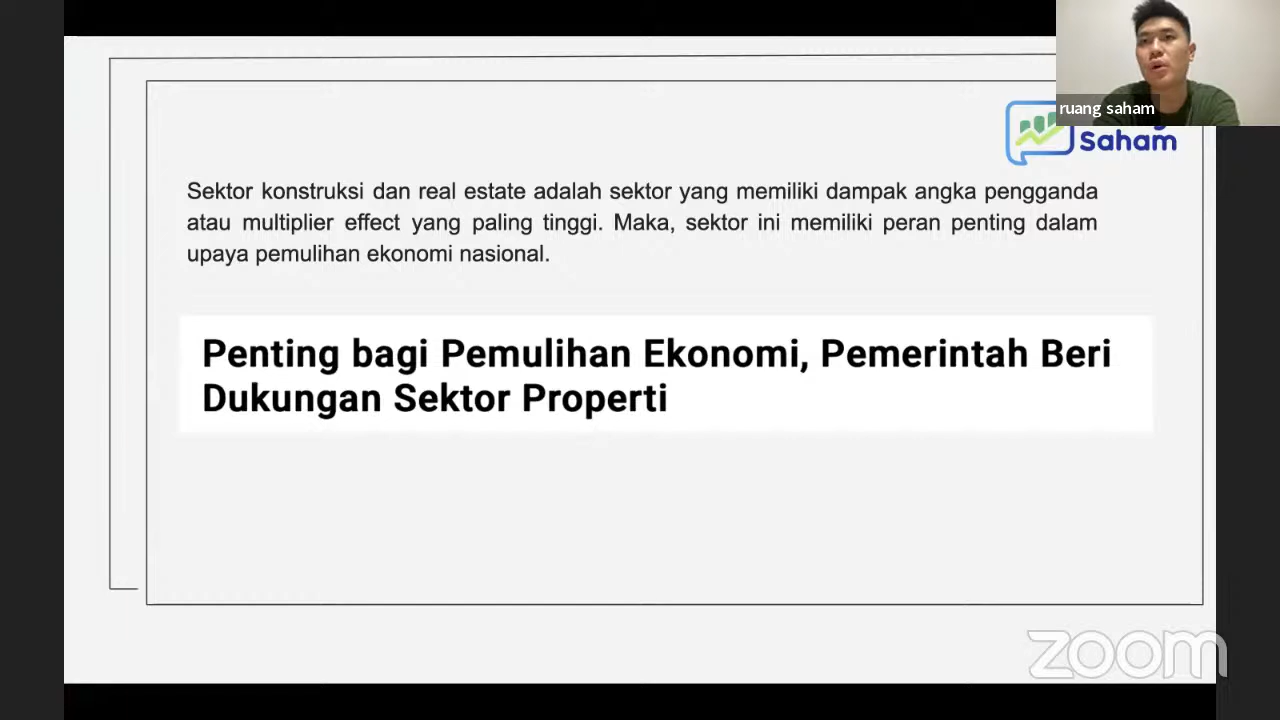 ruang saham
Saham
Sektor konstruksi dan real estate adalah sektor yang memiliki dampak angka pengganda
atau multiplier effect yang paling tinggi. Maka, sektor ini memiliki peran penting dalam
upaya pemulihan ekonomi nasional.
Penting bagi Pemulihan Ekonomi, Pemerintah Beri
Dukungan Sektor Properti
zoom